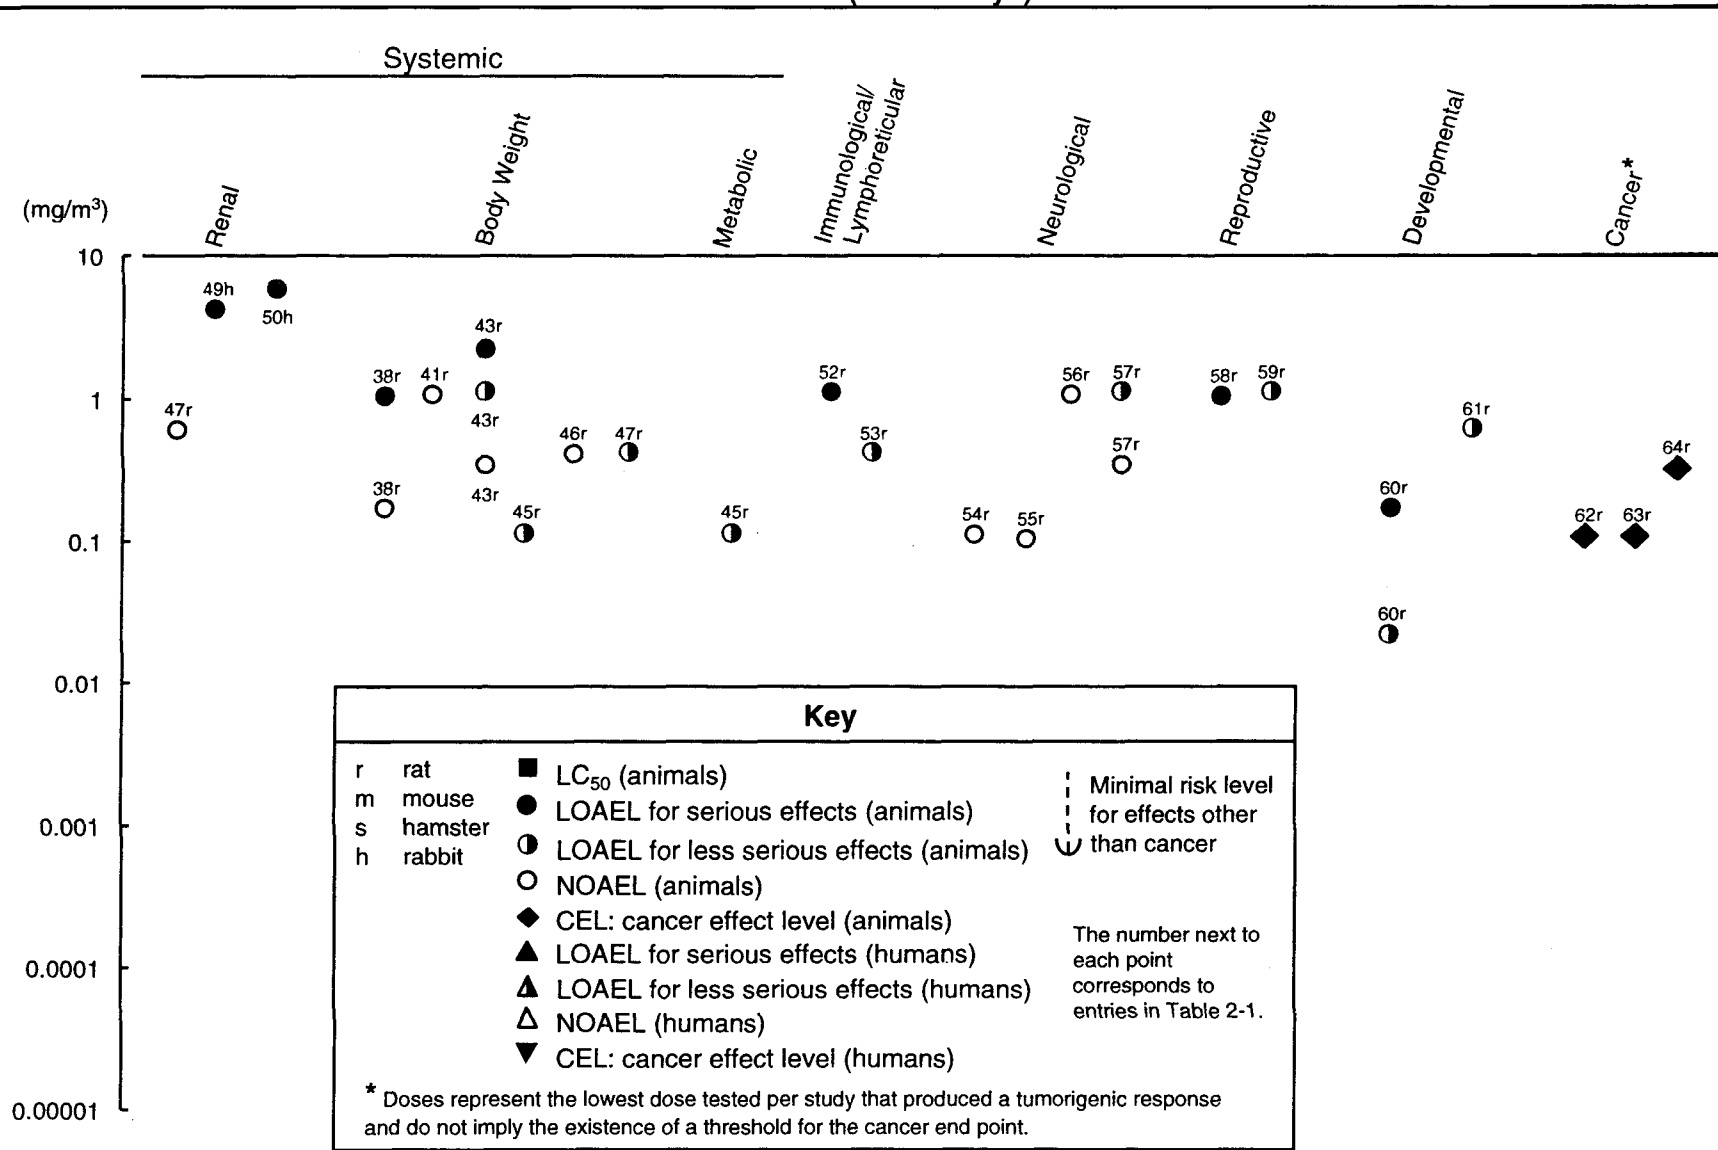 Systemic
(mg/m³)
Renal
Body Weight
Metabolic
Immunological/
Lymphoreticular
Neurological
Reproductive
Developmental
Cancer*
10
1
0.1
0.01
0.001
0.0001
0.00001
49h
50h
47r
43r
38r
41r
43r
46r
47r
38r
43r
45r
45r
52r
53r
56r
57r
57r
54r
55r
58r
59r
61r
60r
60r
64r
62r
63r
Key
r rat
m mouse
s hamster
h rabbit
■ LC50 (animals)
● LOAEL for serious effects (animals)
◑ LOAEL for less serious effects (animals)
○ NOAEL (animals)
◆ CEL: cancer effect level (animals)
▲ LOAEL for serious effects (humans)
◮ LOAEL for less serious effects (humans)
△ NOAEL (humans)
▼ CEL: cancer effect level (humans)
Minimal risk level
for effects other
than cancer
The number next to
each point
corresponds to
entries in Table 2-1.
* Doses represent the lowest dose tested per study that produced a tumorigenic response
and do not imply the existence of a threshold for the cancer end point.